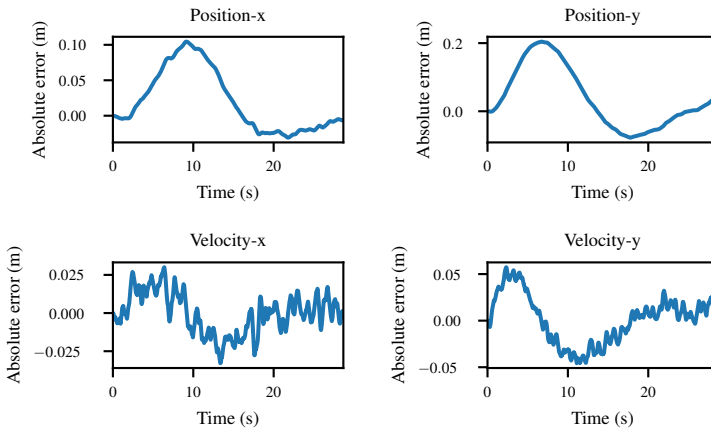 Position-x
Absolute error (m)
0.10
0.05
0.00
0
10
20
Time (s)
Position-y
Absolute error (m)
0.2
0.0
0
10
20
Time (s)
Velocity-x
Absolute error (m)
0.025
0.000
−0.025
0
10
20
Time (s)
Velocity-y
Absolute error (m)
0.05
0.00
−0.05
0
10
20
Time (s)